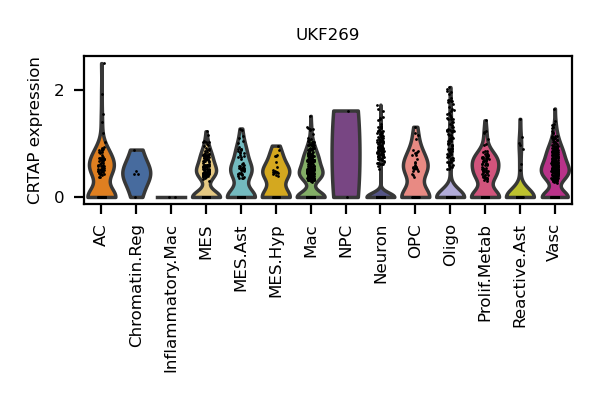 UKF269
CRTAP expression
2
0
AC
Chromatin.Reg
Inflammatory.Mac
MES
MES.Ast
MES.Hyp
Mac
NPC
Neuron
OPC
Oligo
Prolif.Metab
Reactive.Ast
Vasc